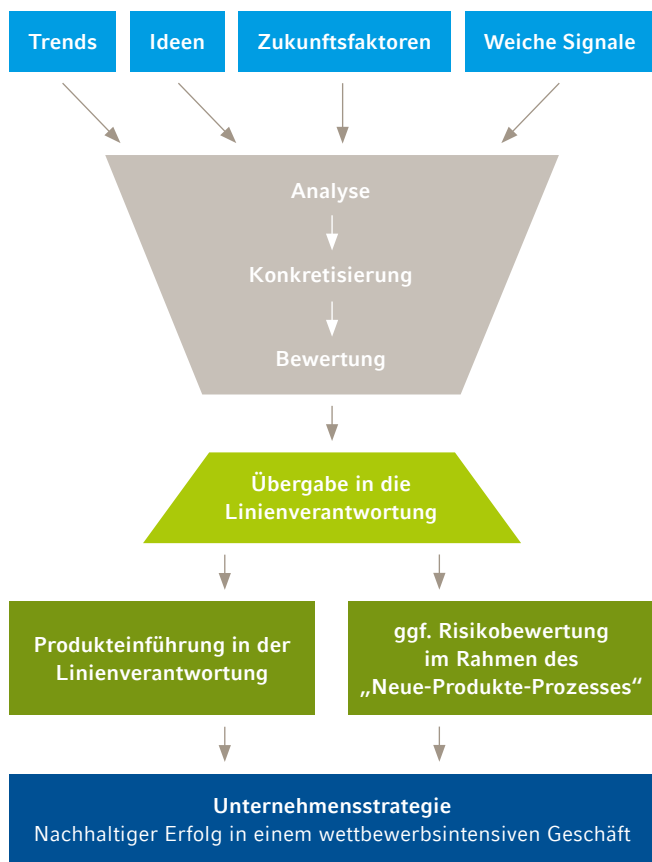 Trends
Ideen
Zukunftsfaktoren
Weiche Signale
Analyse
Konkretisierung
Bewertung
Übergabe in die
Linienverantwortung
Produkteinführung in der
Linienverantwortung
ggf. Risikobewertung
im Rahmen des
„Neue-Produkte-Prozesses“
Unternehmensstrategie
Nachhaltiger Erfolg in einem wettbewerbsintensiven Geschäft